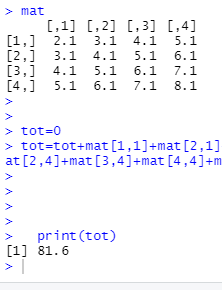 > mat
[,1] [,2] [,3] [,4]
[1,] 2.1 3.1 4.1 5.1
[2,] 3.1 4.1 5.1 6.1
[3,] 4.1 5.1 6.1 7.1
[4,] 5.1 6.1 7.1 8.1
>
>
> tot=0
> tot=tot+mat[1,1]+mat[2,1]
at[2,4]+mat[3,4]+mat[4,4]+m
>
>
>
>
> print(tot)
[1] 81.6
>